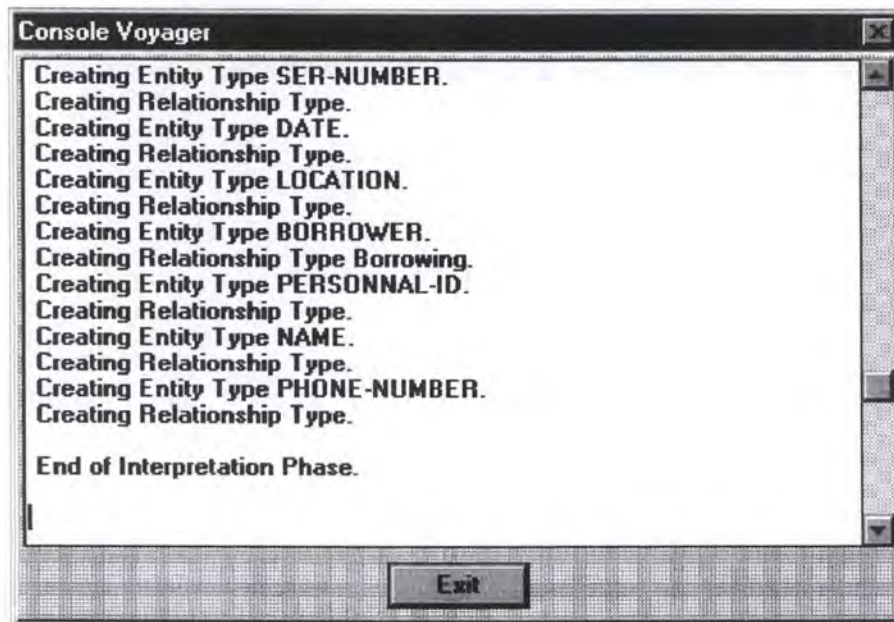 Console Voyager
Creating Entity Type SER-NUMBER.
Creating Relationship Type.
Creating Entity Type DATE.
Creating Relationship Type.
Creating Entity Type LOCATION.
Creating Relationship Type.
Creating Entity Type BORROWER.
Creating Relationship Type Borrowing.
Creating Entity Type PERSONNAL-ID.
Creating Relationship Type.
Creating Entity Type NAME.
Creating Relationship Type.
Creating Entity Type PHONE-NUMBER.
Creating Relationship Type.
End of Interpretation Phase.
Exit